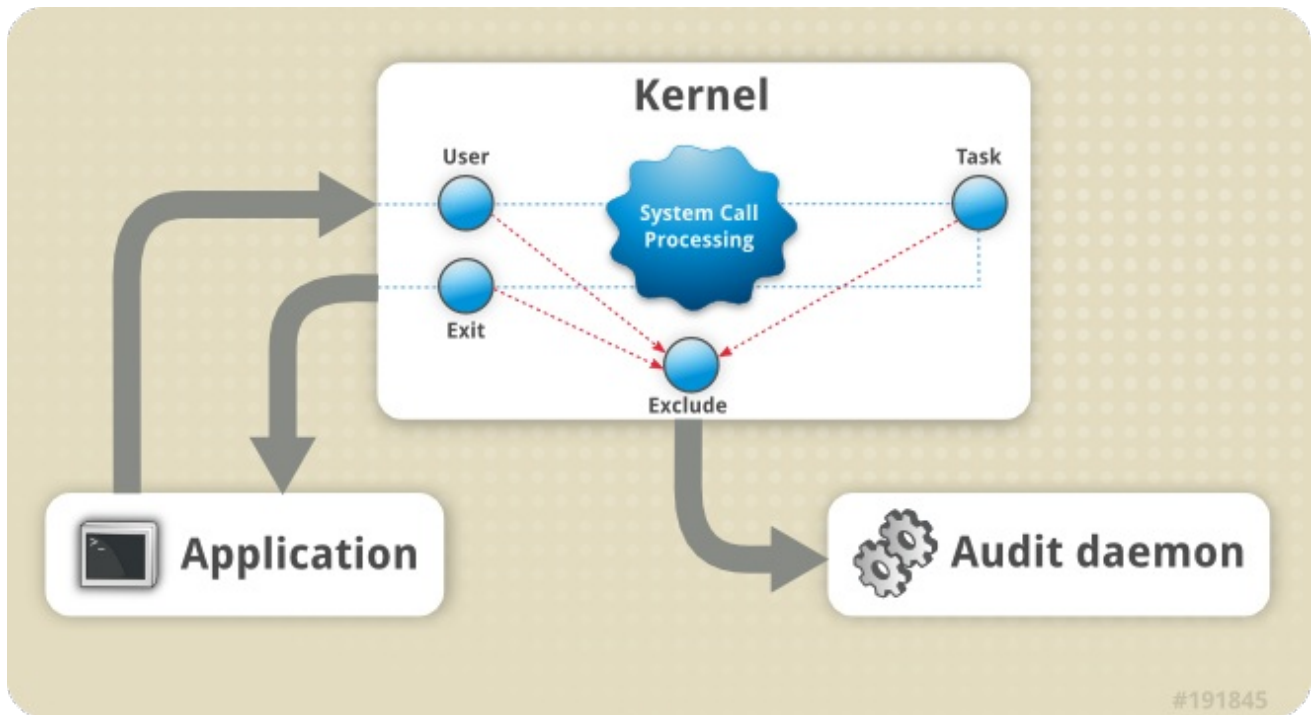 Kernel
User
Task
System Call
Processing
Exit
Exclude
>_
Application
Audit daemon
#191845